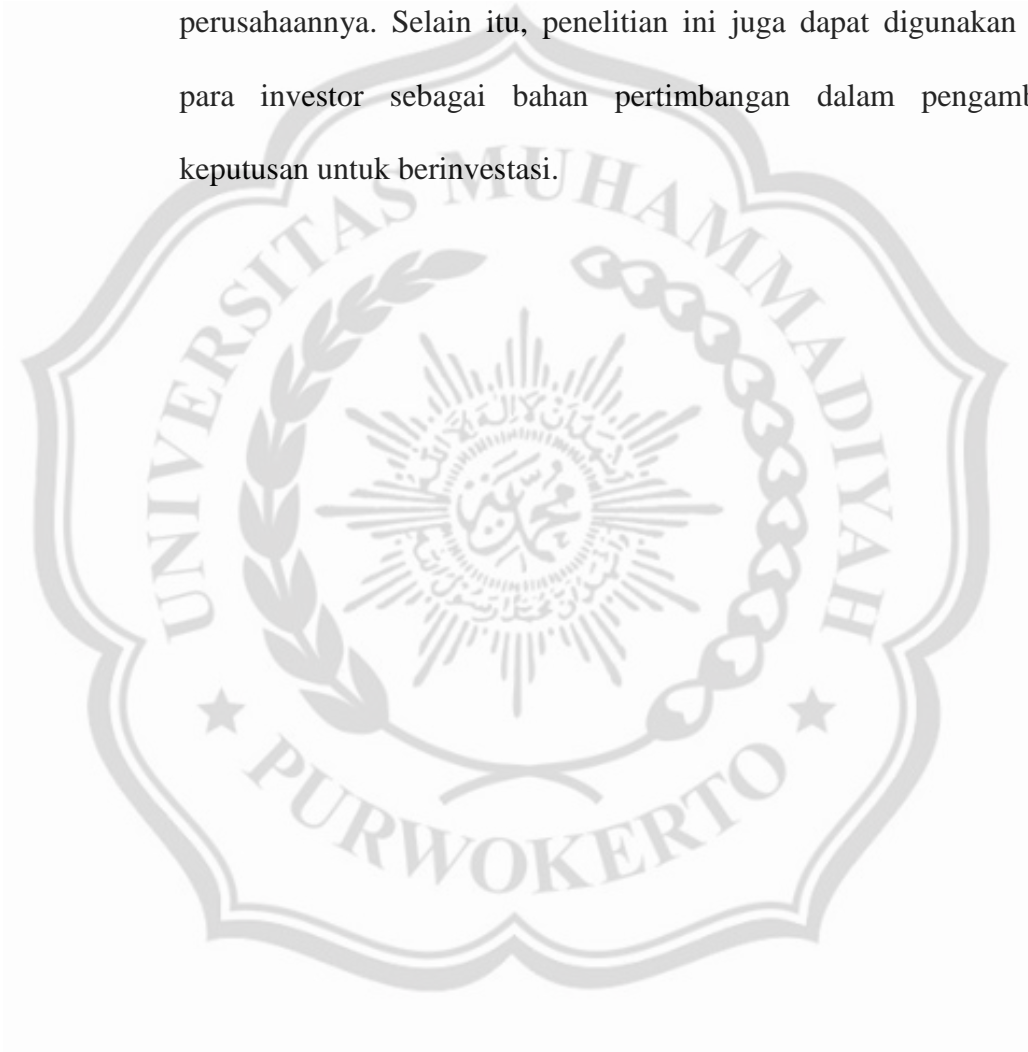 perusahaannya. Selain itu, penelitian ini juga dapat digunakan
para investor sebagai bahan pertimbangan dalam pengamb
keputusan untuk berinvestasi.
UNIVERSITAS MUHAMMADIYAH
PURWOKERTO